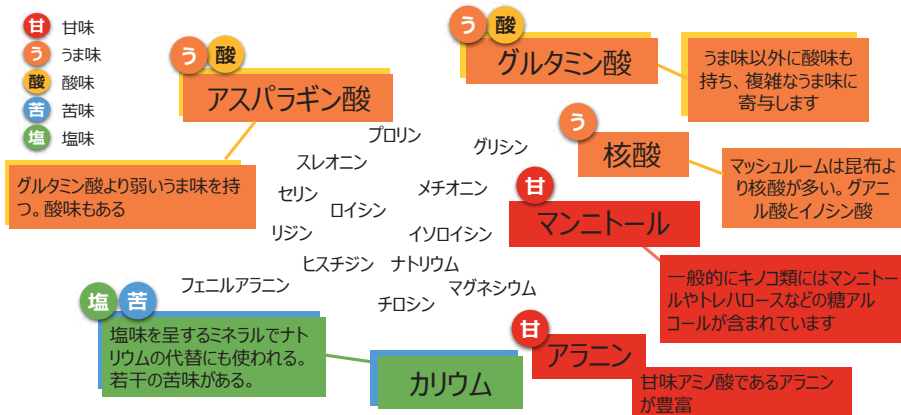 甘 甘味
う うま味
酸 酸味
苦 苦味
塩 塩味
う 酸
アスパラギン酸
グルタミン酸より弱いうま味を持
つ。酸味もある
う 酸
グルタミン酸
うま味以外に酸味も
持ち、複雑なうま味に
寄与します
う
核酸
マッシュルームは昆布よ
り核酸が多い。グアニ
ル酸とイノシン酸
プロリン
グリシン
スレオニン
メチオニン
セリン
ロイシン
リジン
イソロイシン
ヒスチジン
ナトリウム
フェニルアラニン
マグネシウム
チロシン
甘
マンニトール
一般的にキノコ類にはマンニトー
ルやトレハロースなどの糖アル
コールが含まれています
塩 苦
塩味を呈するミネラルでナト
リウムの代替にも使われる。
若干の苦味がある。
カリウム
甘
アラニン
甘味アミノ酸であるアラニン
が豊富